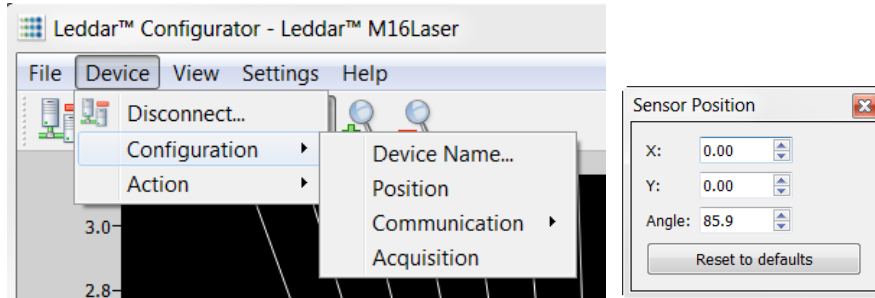 Leddar™ Configurator - Leddar™ M16Laser
File Device View Settings Help
Disconnect...
Configuration
Action
Device Name...
Position
Communication
Acquisition
3.0
2.8
Sensor Position
X: 0.00
Y: 0.00
Angle: 85.9
Reset to defaults